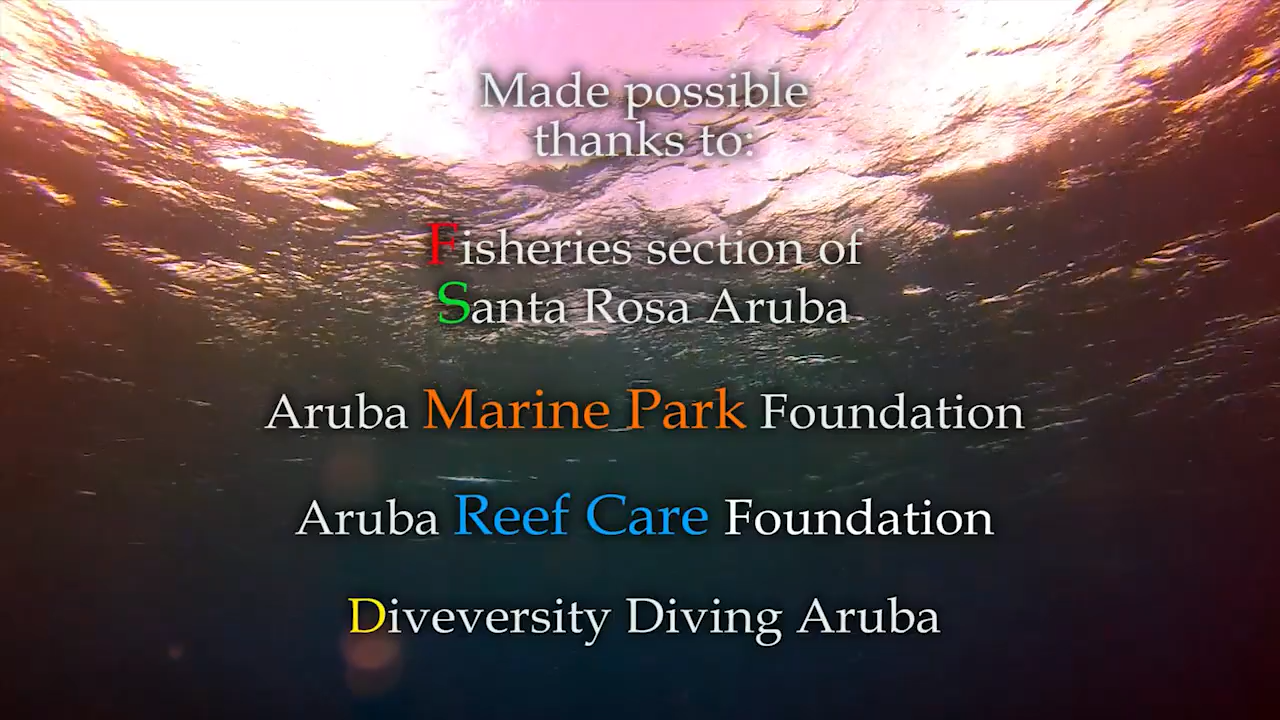 Made possible
thanks to:
Fisheries section of
Santa Rosa Aruba
Aruba Marine Park Foundation
Aruba Reef Care Foundation
Diveversity Diving Aruba